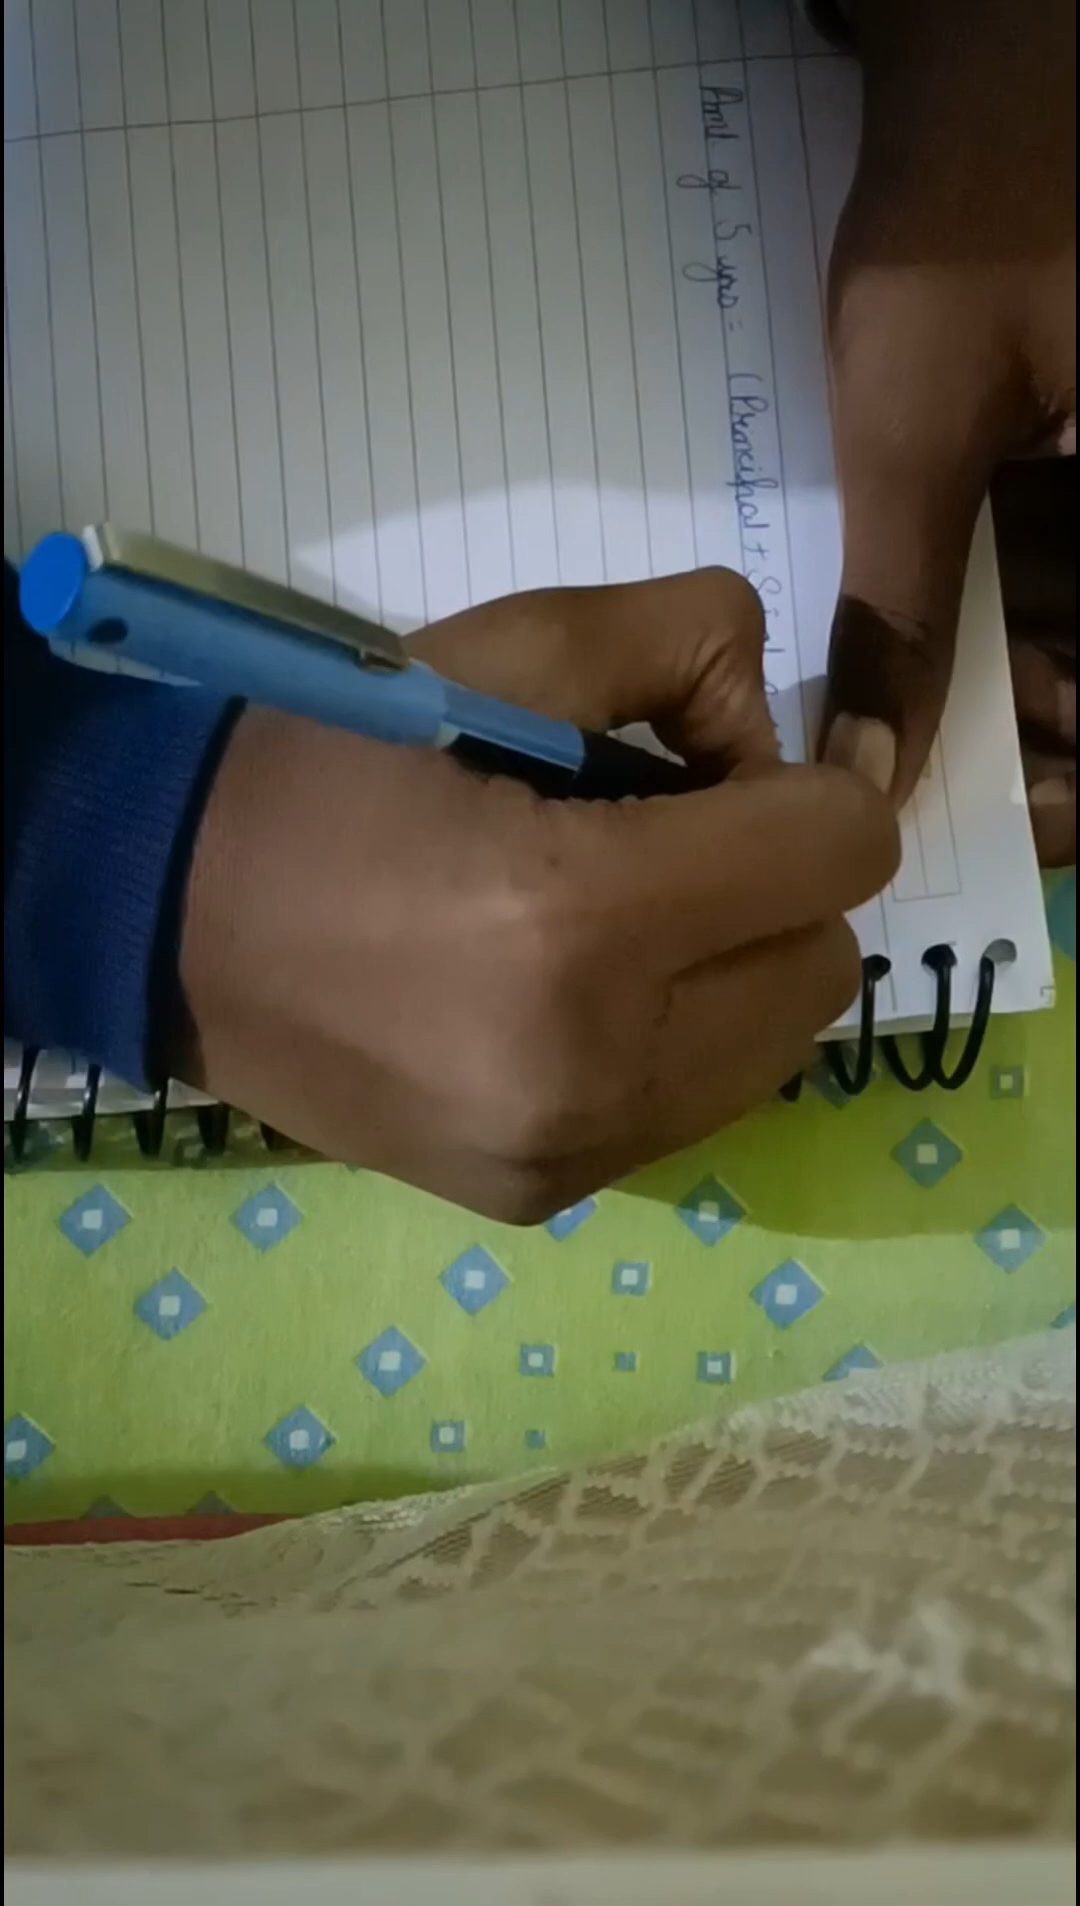 Amt of 5 yrs = (Principal +